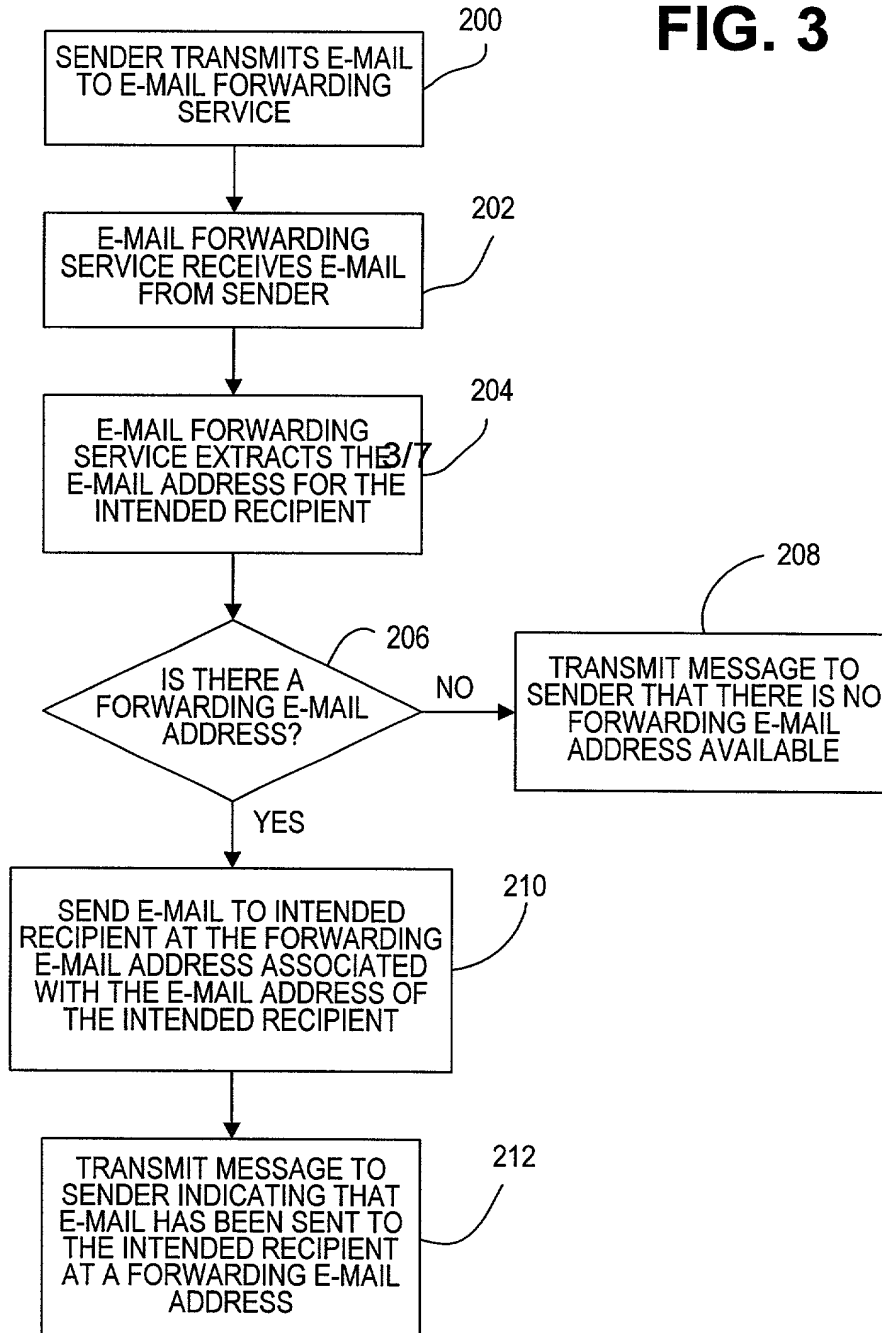 FIG. 3
200
SENDER TRANSMITS E-MAIL
TO E-MAIL FORWARDING
SERVICE
202
E-MAIL FORWARDING
SERVICE RECEIVES E-MAIL
FROM SENDER
204
E-MAIL FORWARDING
SERVICE EXTRACTS THE
3/7
E-MAIL ADDRESS FOR THE
INTENDED RECIPIENT
206
IS THERE A
FORWARDING E-MAIL
ADDRESS?
NO
208
TRANSMIT MESSAGE TO
SENDER THAT THERE IS NO
FORWARDING E-MAIL
ADDRESS AVAILABLE
YES
210
SEND E-MAIL TO INTENDED
RECIPIENT AT THE FORWARDING
E-MAIL ADDRESS ASSOCIATED
WITH THE E-MAIL ADDRESS OF
THE INTENDED RECIPIENT
212
TRANSMIT MESSAGE TO
SENDER INDICATING THAT
E-MAIL HAS BEEN SENT TO
THE INTENDED RECIPIENT
AT A FORWARDING E-MAIL
ADDRESS